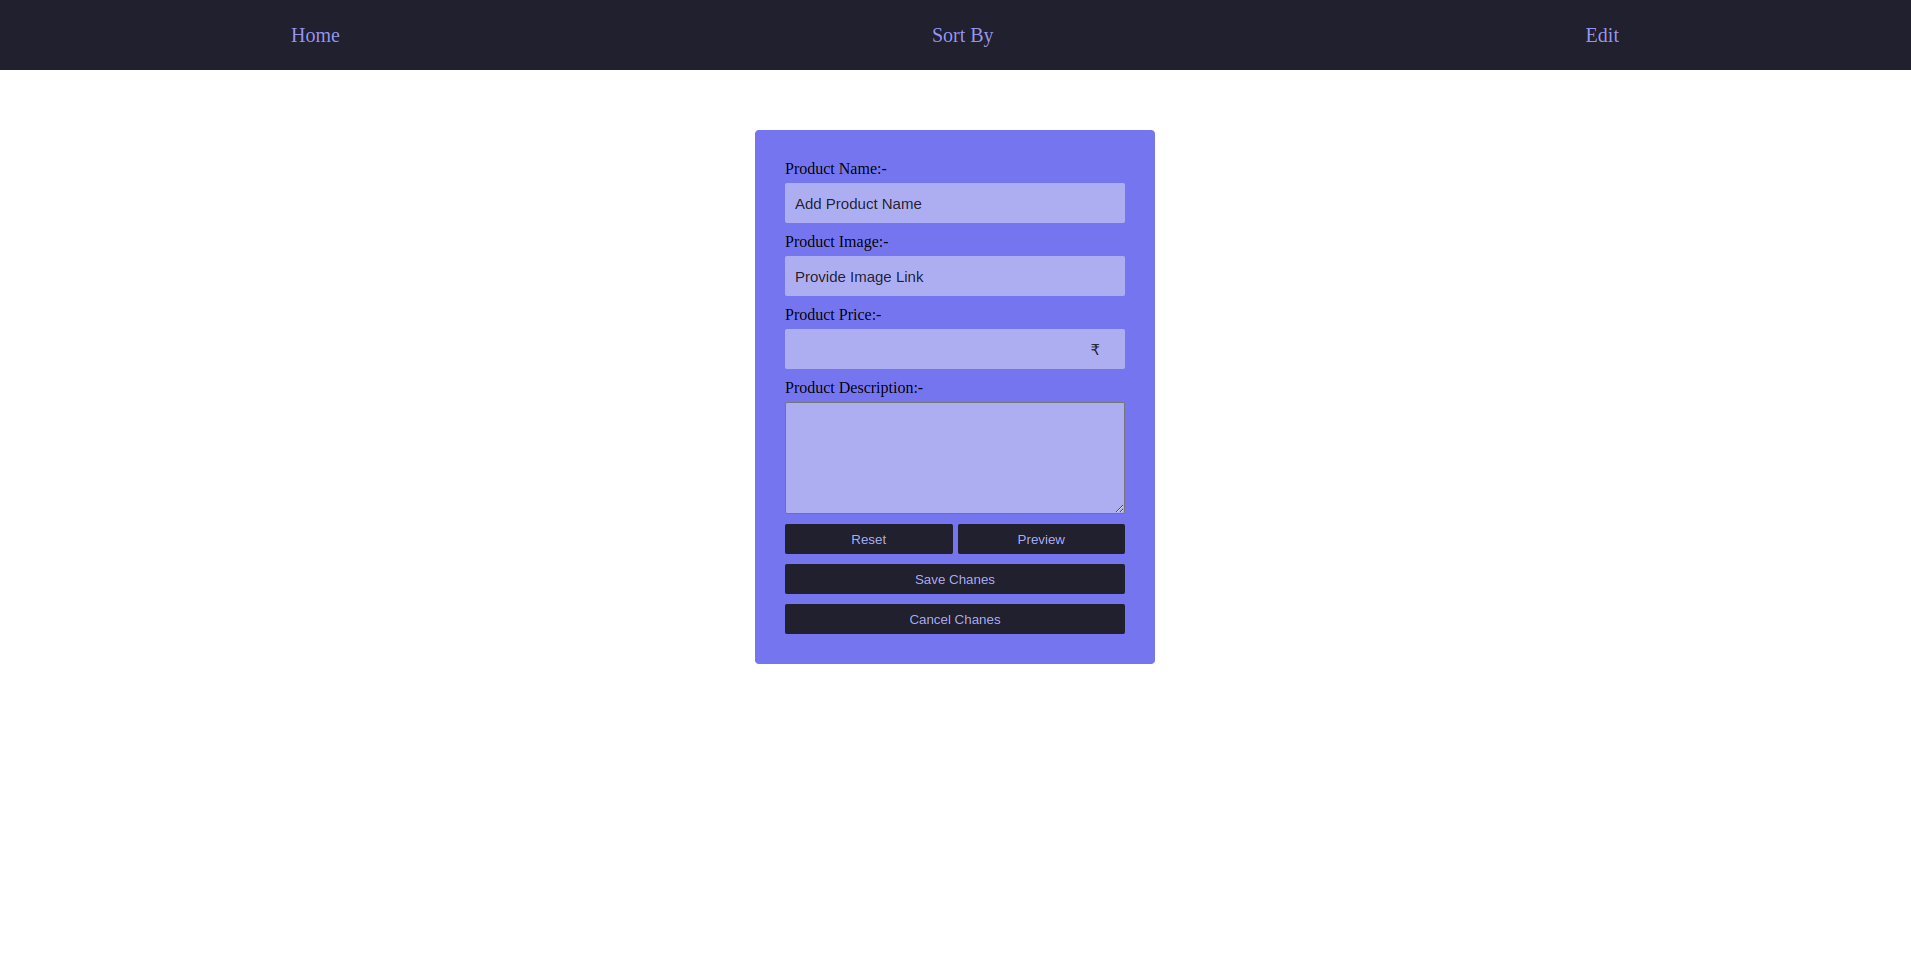 Home Sort By Edit
Product Name:-
Add Product Name
Product Image:-
Provide Image Link
Product Price:-
₹
Product Description:-
Reset Preview
Save Chanes
Cancel Chanes